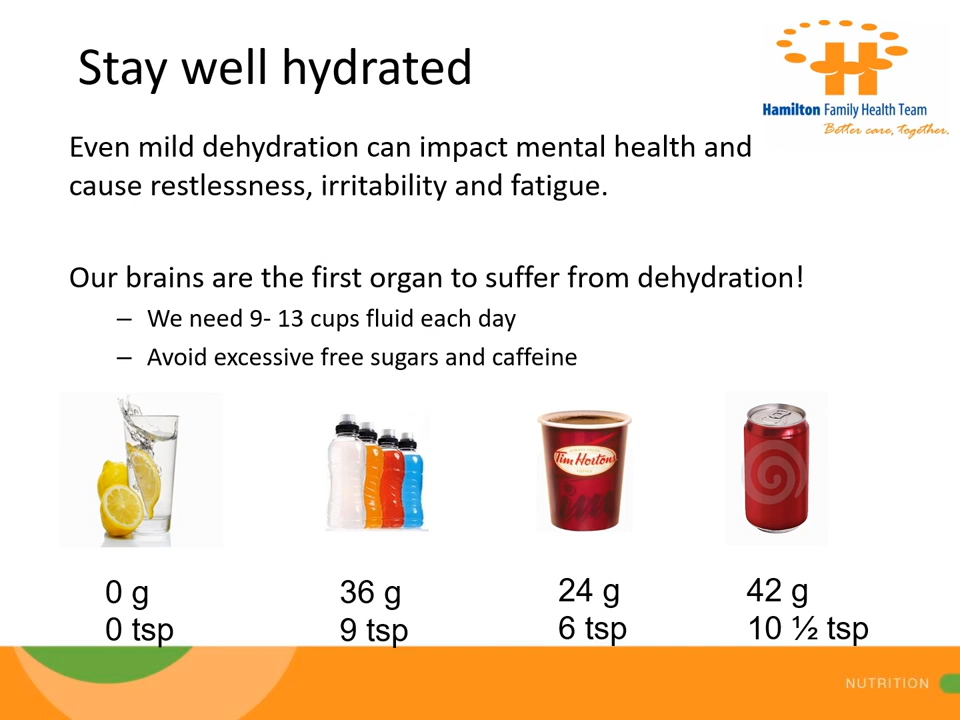 Stay well hydrated
Hamilton Family Health Team
Better care, together.
Even mild dehydration can impact mental health and
cause restlessness, irritability and fatigue.
Our brains are the first organ to suffer from dehydration!
– We need 9- 13 cups fluid each day
– Avoid excessive free sugars and caffeine
Tim Hortons
0 g
0 tsp
36 g
9 tsp
24 g
6 tsp
42 g
10 ½ tsp
NUTRITION